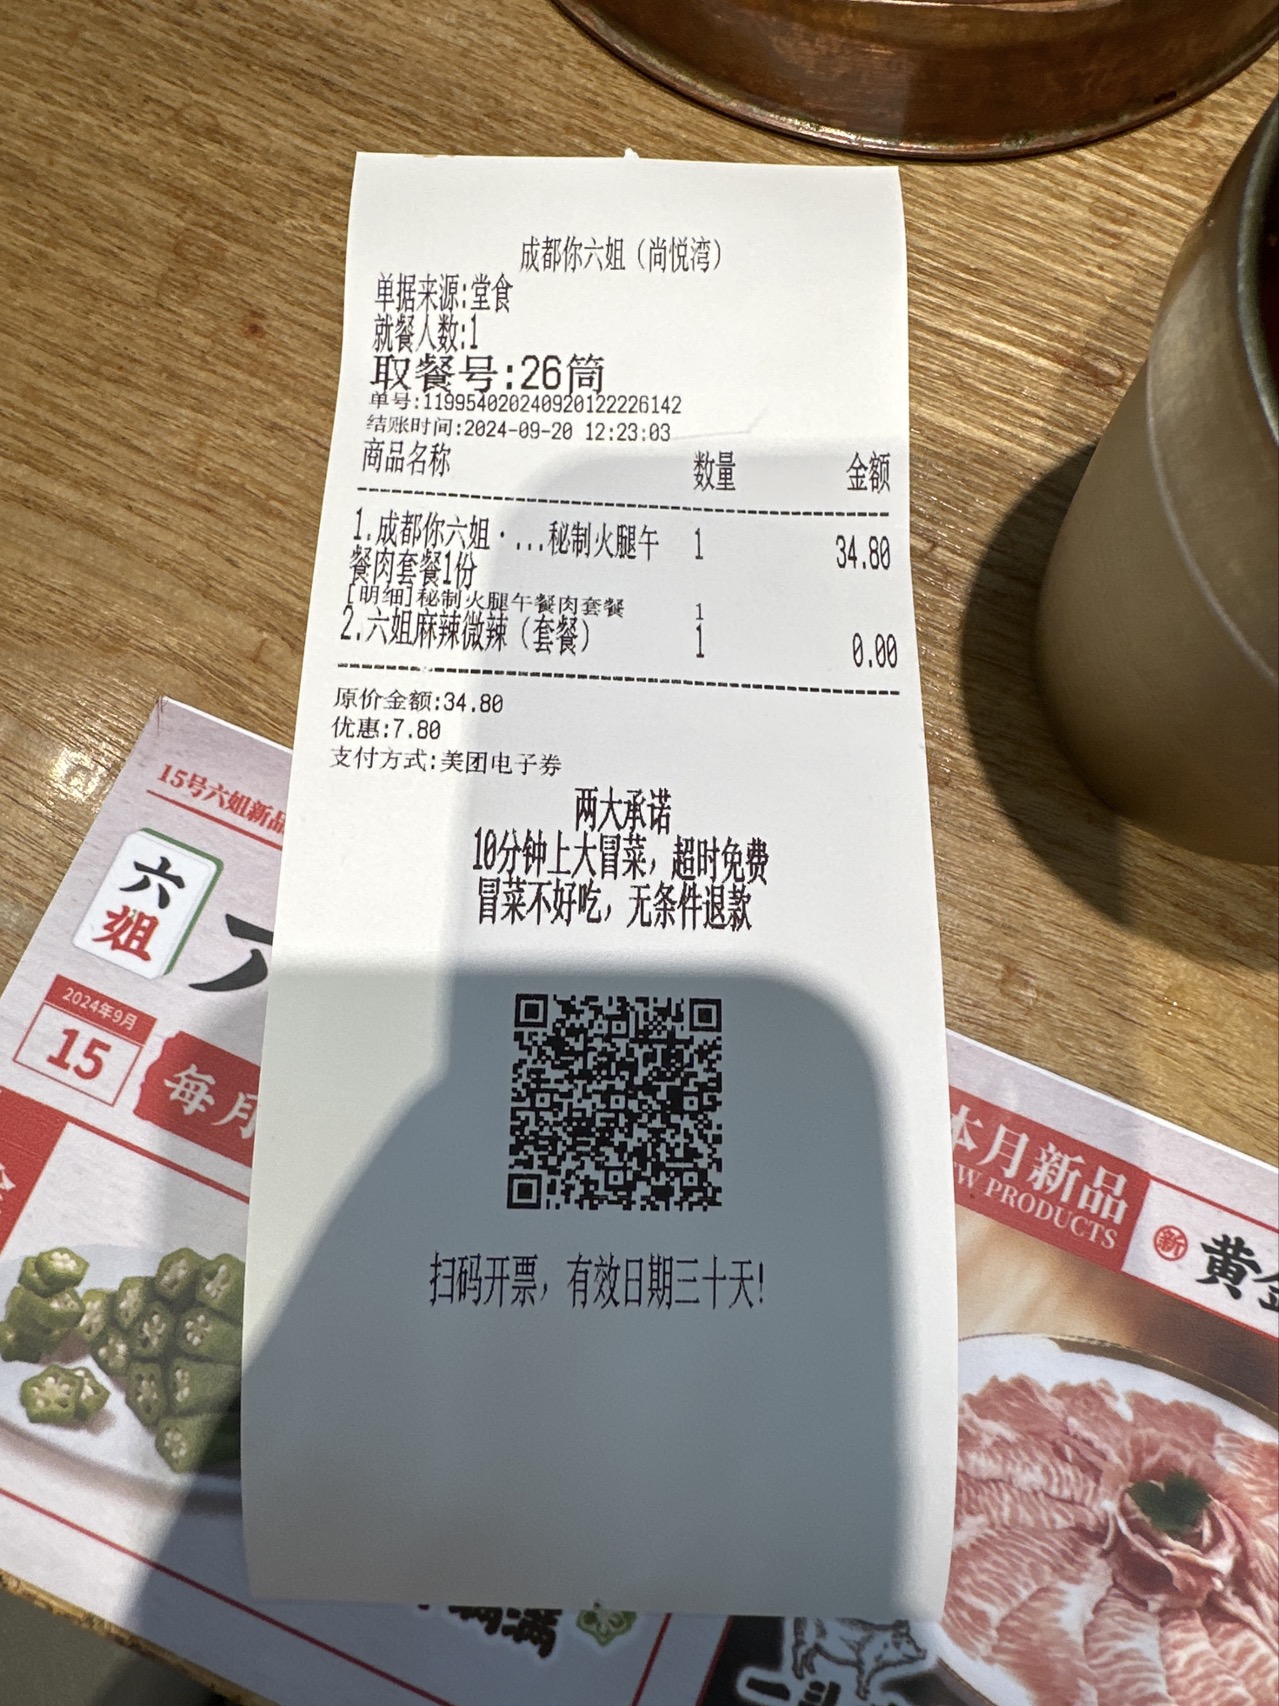 成都你六姐（尚悦湾）
单据来源:堂食
就餐人数:1
取餐号:26筒
单号:119954020240920122226142
结账时间:2024-09-20 12:23:03
商品名称 数量 金额
1.成都你六姐·...秘制火腿午 1 34.80
餐肉套餐1份
[明细]秘制火腿午餐肉套餐 1
2.六姐麻辣微辣（套餐） 1 0.00
原价金额:34.80
优惠:7.80
支付方式:美团电子券
两大承诺
10分钟上大冒菜，超时免费
冒菜不好吃，无条件退款
扫码开票，有效日期三十天!
15号六姐新品
六
姐
2024年9月
15
每月
本月新品
W PRODUCTS
新
黄金